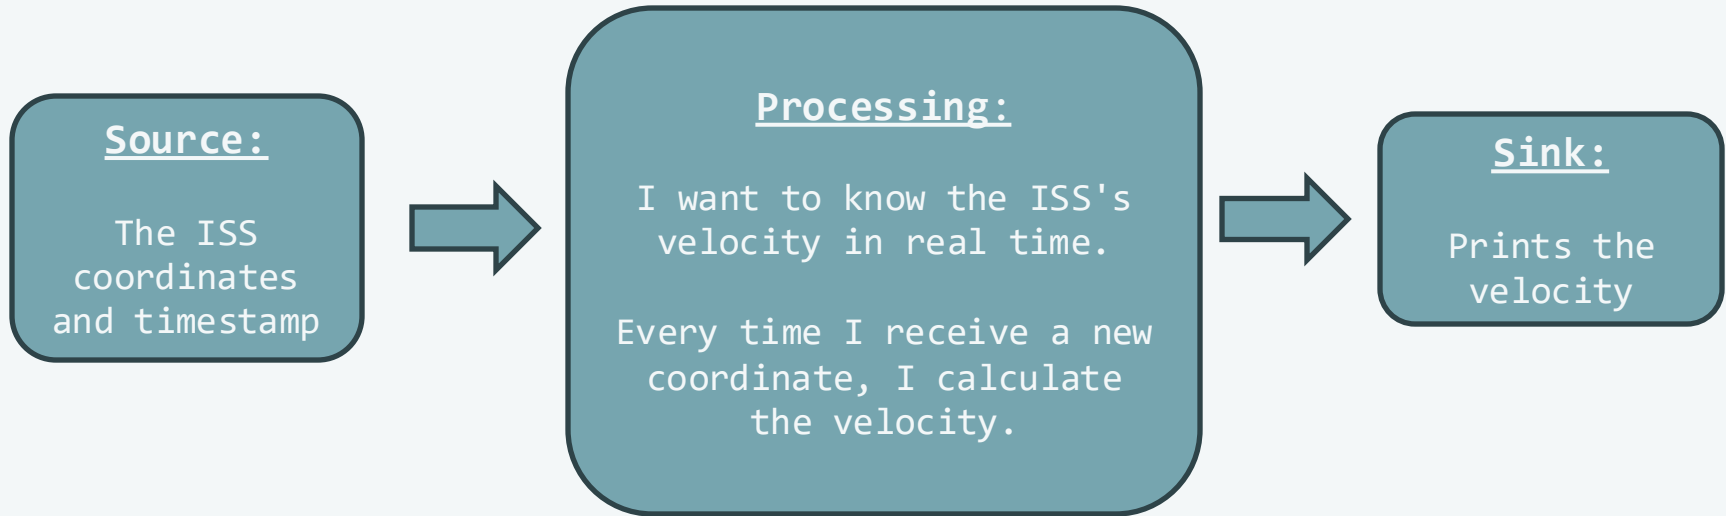 Source:
The ISS
coordinates
and timestamp
Processing:
I want to know the ISS's
velocity in real time.
Every time I receive a new
coordinate, I calculate
the velocity.
Sink:
Prints the
velocity